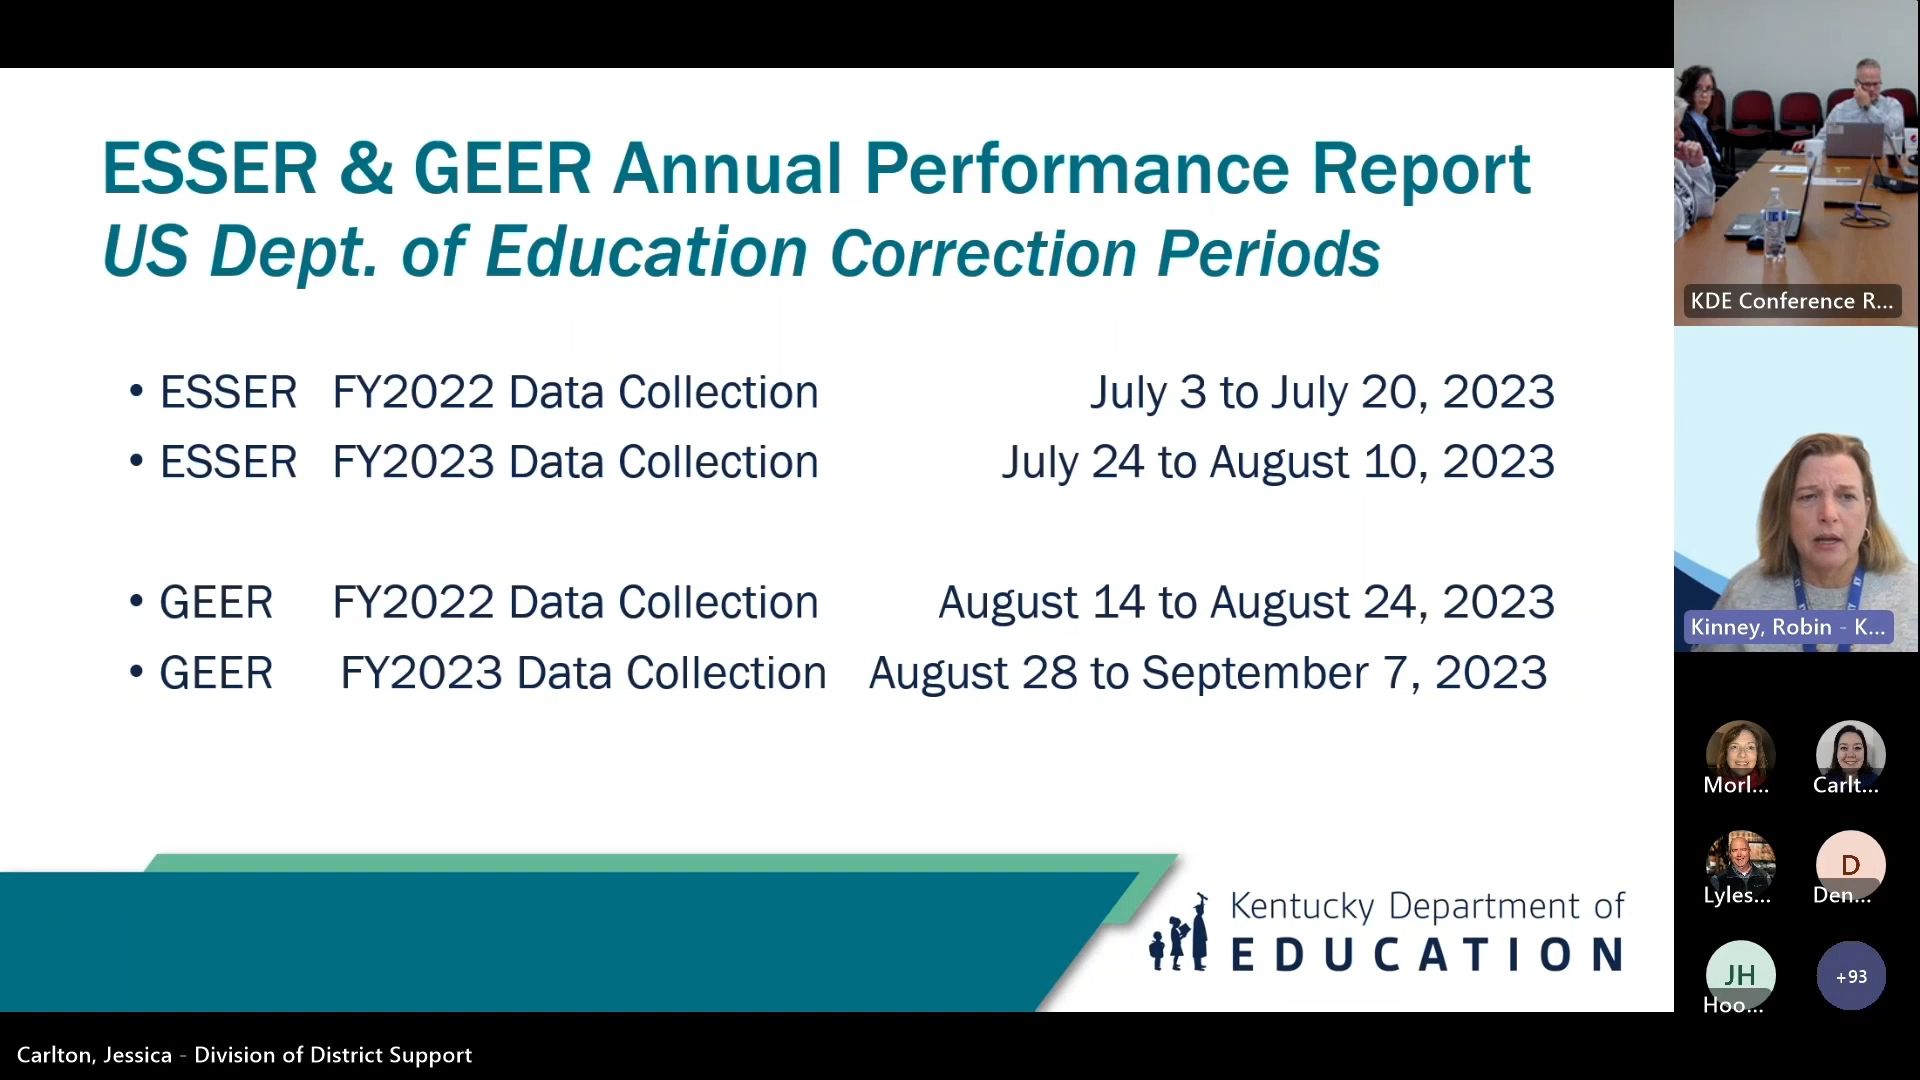 ESSER & GEER Annual Performance Report
US Dept. of Education Correction Periods
• ESSER FY2022 Data Collection July 3 to July 20, 2023
• ESSER FY2023 Data Collection July 24 to August 10, 2023
• GEER FY2022 Data Collection August 14 to August 24, 2023
• GEER FY2023 Data Collection August 28 to September 7, 2023
Kentucky Department of
EDUCATION
Carlton, Jessica - Division of District Support
KDE Conference R...
Kinney, Robin - K...
Morl...
Carlt...
Lyles...
D
Den...
JH
Hoo...
+93